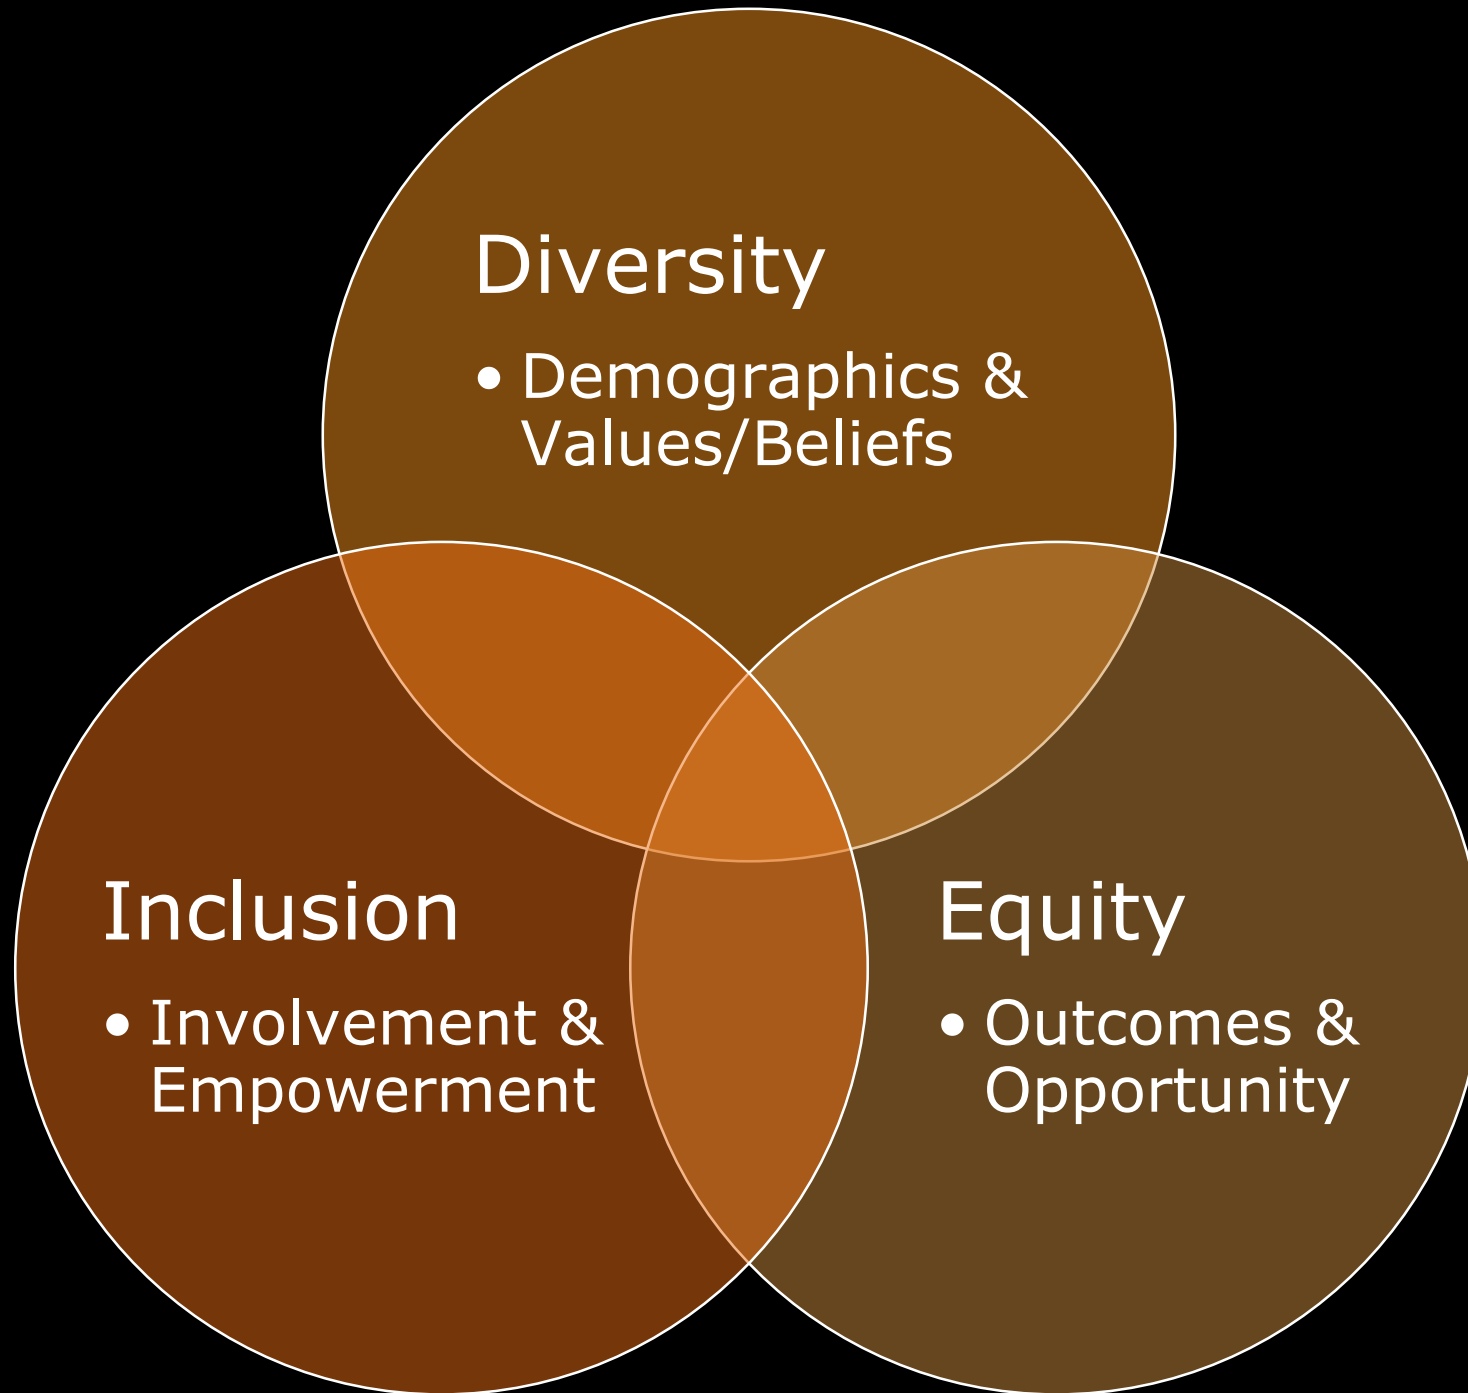 Diversity
• Demographics &
Values/Beliefs
Inclusion
• Involvement &
Empowerment
Equity
• Outcomes &
Opportunity